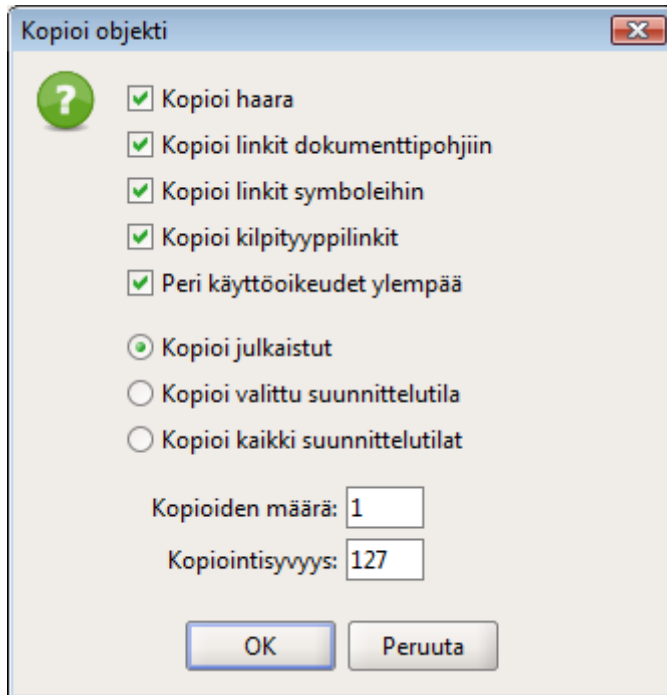 Kopioi objekti
Kopioi haara
Kopioi linkit dokumenttipohjiin
Kopioi linkit symboleihin
Kopioi kilpityyppilinkit
Peri käyttöoikeudet ylempää
Kopioi julkaistut
Kopioi valittu suunnittelutila
Kopioi kaikki suunnittelutilat
Kopioiden määrä: 1
Kopiointisyvyys: 127
OK Peruuta